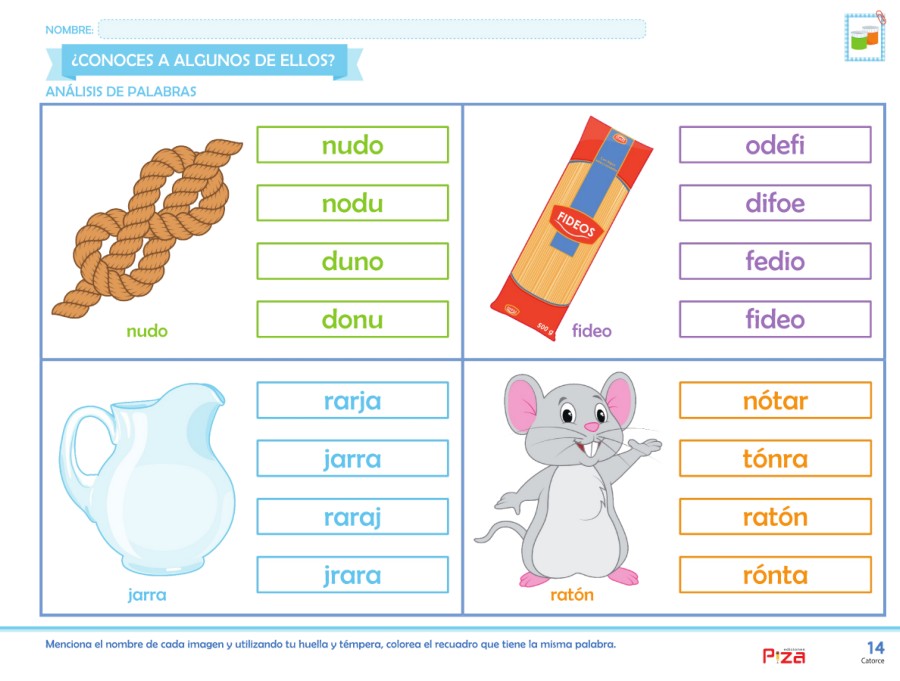 NOMBRE:
¿CONOCES A ALGUNOS DE ELLOS?
ANÁLISIS DE PALABRAS
nudo
nodu
duno
donu
nudo
FIDEOS
500 g
odefi
difoe
fedio
fideo
fideo
rarja
jarra
raraj
jrara
jarra
nótar
tónra
ratón
rónta
ratón
Menciona el nombre de cada imagen y utilizando tu huella y témpera, colorea el recuadro que tiene la misma palabra.
ediciones
Piza
14
Catorce